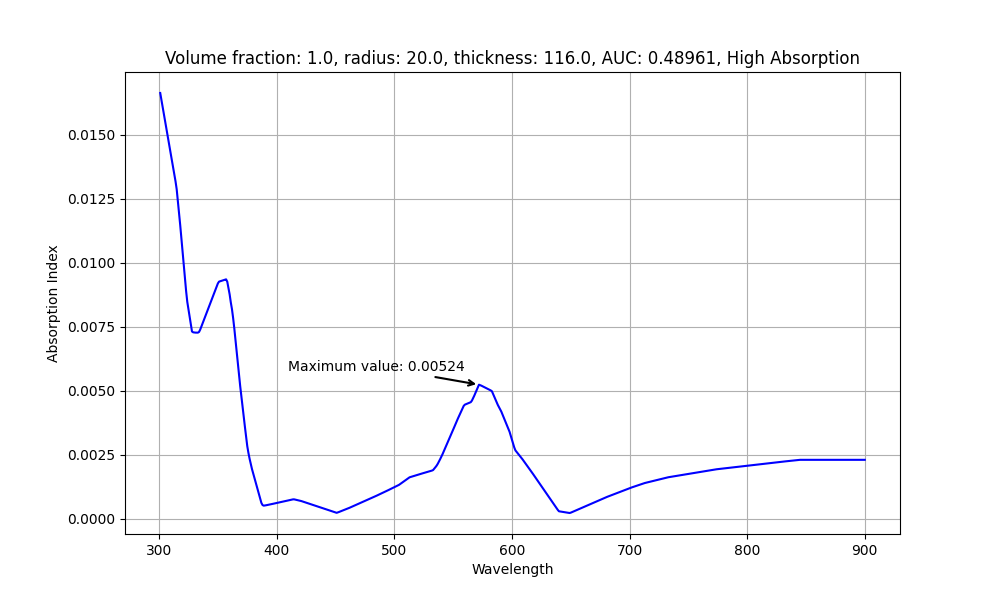 Volume fraction: 1.0, radius: 20.0, thickness: 116.0, AUC: 0.48961, High Absorption
0.0150
0.0125
0.0100
0.0075
0.0050
0.0025
0.0000
Absorption Index
Maximum value: 0.00524
300 400 500 600 700 800 900
Wavelength